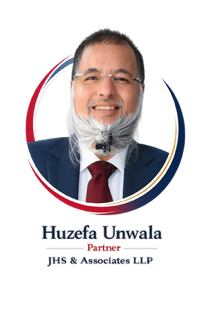 Huzefa Unwala
Partner
JHS & Associates LLP